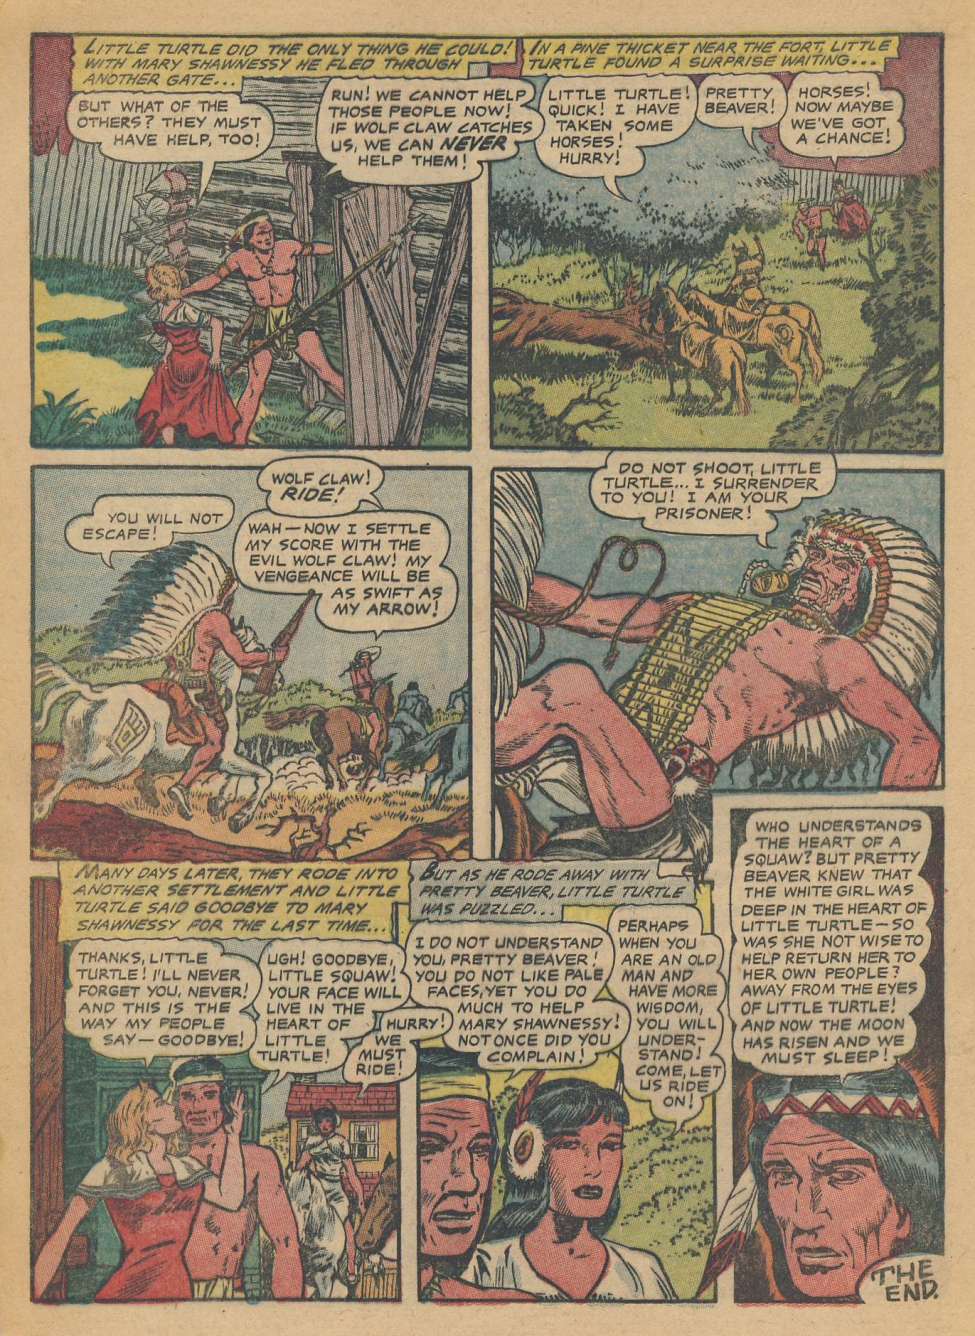 LITTLE TURTLE DID THE ONLY THING HE COULD!
WITH MARY SHAWNESSY HE FLED THROUGH
ANOTHER GATE...
BUT WHAT OF THE
OTHERS? THEY MUST
HAVE HELP, TOO!
RUN! WE CANNOT HELP
THOSE PEOPLE NOW!
IF WOLF CLAW CATCHES
US, WE CAN NEVER
HELP THEM!
IN A PINE THICKET NEAR THE FORT, LITTLE
TURTLE FOUND A SURPRISE WAITING...
LITTLE TURTLE!
QUICK! I HAVE
TAKEN SOME
HORSES!
HURRY!
PRETTY
BEAVER!
HORSES!
NOW MAYBE
WE'VE GOT
A CHANCE!
YOU WILL NOT
ESCAPE!
WOLF CLAW!
RIDE!
WAH—NOW I SETTLE
MY SCORE WITH THE
EVIL WOLF CLAW! MY
VENGEANCE WILL BE
AS SWIFT AS
MY ARROW!
DO NOT SHOOT, LITTLE
TURTLE... I SURRENDER
TO YOU! I AM YOUR
PRISONER!
MANY DAYS LATER, THEY RODE INTO
ANOTHER SETTLEMENT AND LITTLE
TURTLE SAID GOODBYE TO MARY
SHAWNESSY FOR THE LAST TIME...
THANKS, LITTLE
TURTLE! I'LL NEVER
FORGET YOU, NEVER!
AND THIS IS THE
WAY MY PEOPLE
SAY—GOODBYE!
UGH! GOODBYE,
LITTLE SQUAW!
YOUR FACE WILL
LIVE IN THE
HEART OF
LITTLE
TURTLE!
HURRY!
WE
MUST
RIDE!
BUT AS HE RODE AWAY WITH
PRETTY BEAVER, LITTLE TURTLE
WAS PUZZLED...
I DO NOT UNDERSTAND
YOU, PRETTY BEAVER!
YOU DO NOT LIKE PALE
FACES, YET YOU DO
MUCH TO HELP
MARY SHAWNESSY!
NOT ONCE DID YOU
COMPLAIN!
PERHAPS
WHEN YOU
ARE AN OLD
MAN AND
HAVE MORE
WISDOM,
YOU WILL
UNDER-
STAND!
COME, LET
US RIDE
ON!
WHO UNDERSTANDS
THE HEART OF A
SQUAW? BUT PRETTY
BEAVER KNEW THAT
THE WHITE GIRL WAS
DEEP IN THE HEART OF
LITTLE TURTLE—SO
WAS SHE NOT WISE TO
HELP RETURN HER TO
HER OWN PEOPLE?
AWAY FROM THE EYES
OF LITTLE TURTLE!
AND NOW THE MOON
HAS RISEN AND WE
MUST SLEEP!
THE
END.